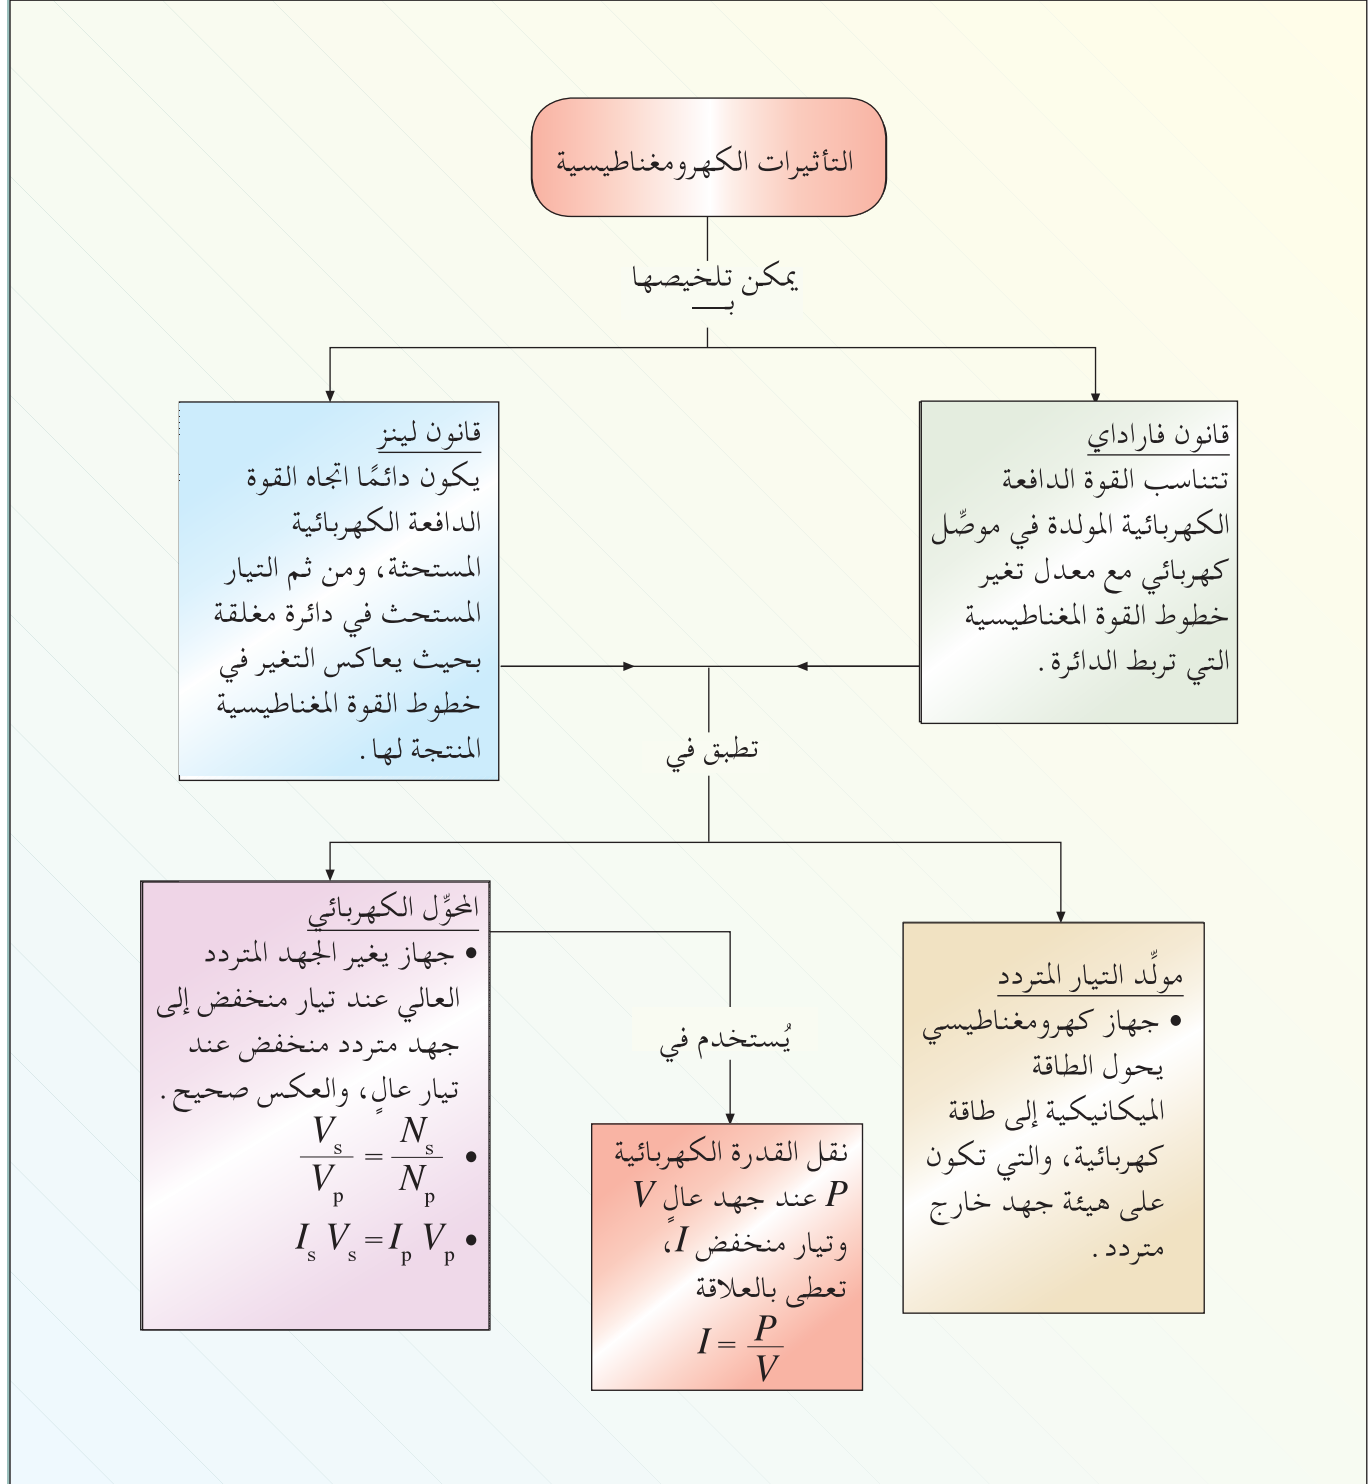 التأثيرات الكهرومغناطيسية
يمكن تلخيصها
بـــ
قانون فاراداي
تتناسب القوة الدافعة
الكهربائية المولدة في موصِّل
كهربائي مع معدل تغير
خطوط القوة المغناطيسية
التي تربط الدائرة.
قانون لينز
يكون دائمًا اتجاه القوة
الدافعة الكهربائية
المستحثة، ومن ثم التيار
المستحث في دائرة مغلقة
بحيث يعاكس التغير في
خطوط القوة المغناطيسية
المنتجة لها.
تطبق في
مولِّد التيار المتردد
• جهاز كهرومغناطيسي
يحول الطاقة
الميكانيكية إلى طاقة
كهربائية، والتي تكون
على هيئة جهد خارج
متردد.
المحوِّل الكهربائي
• جهاز يغير الجهد المتردد
العالي عند تيار منخفض إلى
جهد متردد منخفض عند
تيار عالٍ، والعكس صحيح.
• V_s / V_p = N_s / N_p
• I_s V_s = I_p V_p
يُستخدم في
نقل القدرة الكهربائية
P عند جهد عالٍ V
وتيار منخفض I،
تعطى بالعلاقة
I = P / V